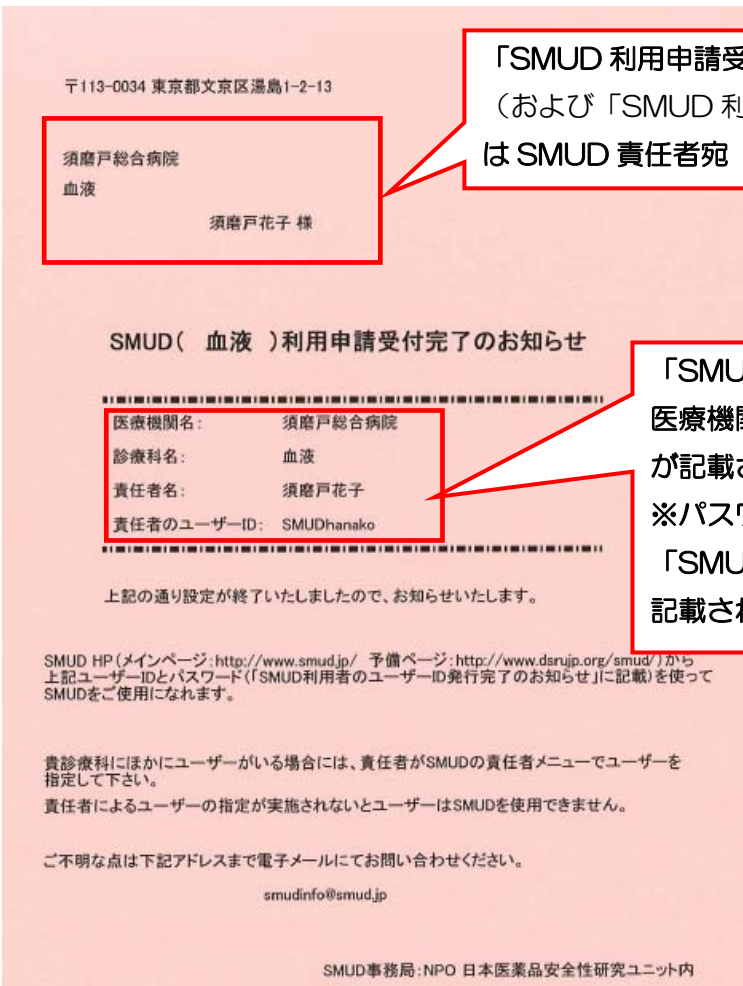 〒113-0034 東京都文京区湯島1-2-13
須磨戸総合病院
血液
須磨戸花子 様
「SMUD 利用申請受
（および「SMUD 利
は SMUD 責任者宛
SMUD( 血液 )利用申請受付完了のお知らせ
医療機関名: 須磨戸総合病院
診療科名: 血液
責任者名: 須磨戸花子
責任者のユーザーID: SMUDhanako
「SMU
医療機
が記載
※パス
「SMU
記載さ
上記の通り設定が終了いたしましたので、お知らせいたします。
SMUD HP(メインページ:http://www.smud.jp/ 予備ページ:http://www.dsrujp.org/smud/)から
上記ユーザーIDとパスワード(「SMUD利用者のユーザーID発行完了のお知らせ」に記載)を使って
SMUDをご使用になれます。
貴診療科にほかにユーザーがいる場合には、責任者がSMUDの責任者メニューでユーザーを
指定して下さい。
責任者によるユーザーの指定が実施されないとユーザーはSMUDを使用できません。
ご不明な点は下記アドレスまで電子メールにてお問い合わせください。
smudinfo@smud.jp
SMUD事務局:NPO 日本医薬品安全性研究ユニット内